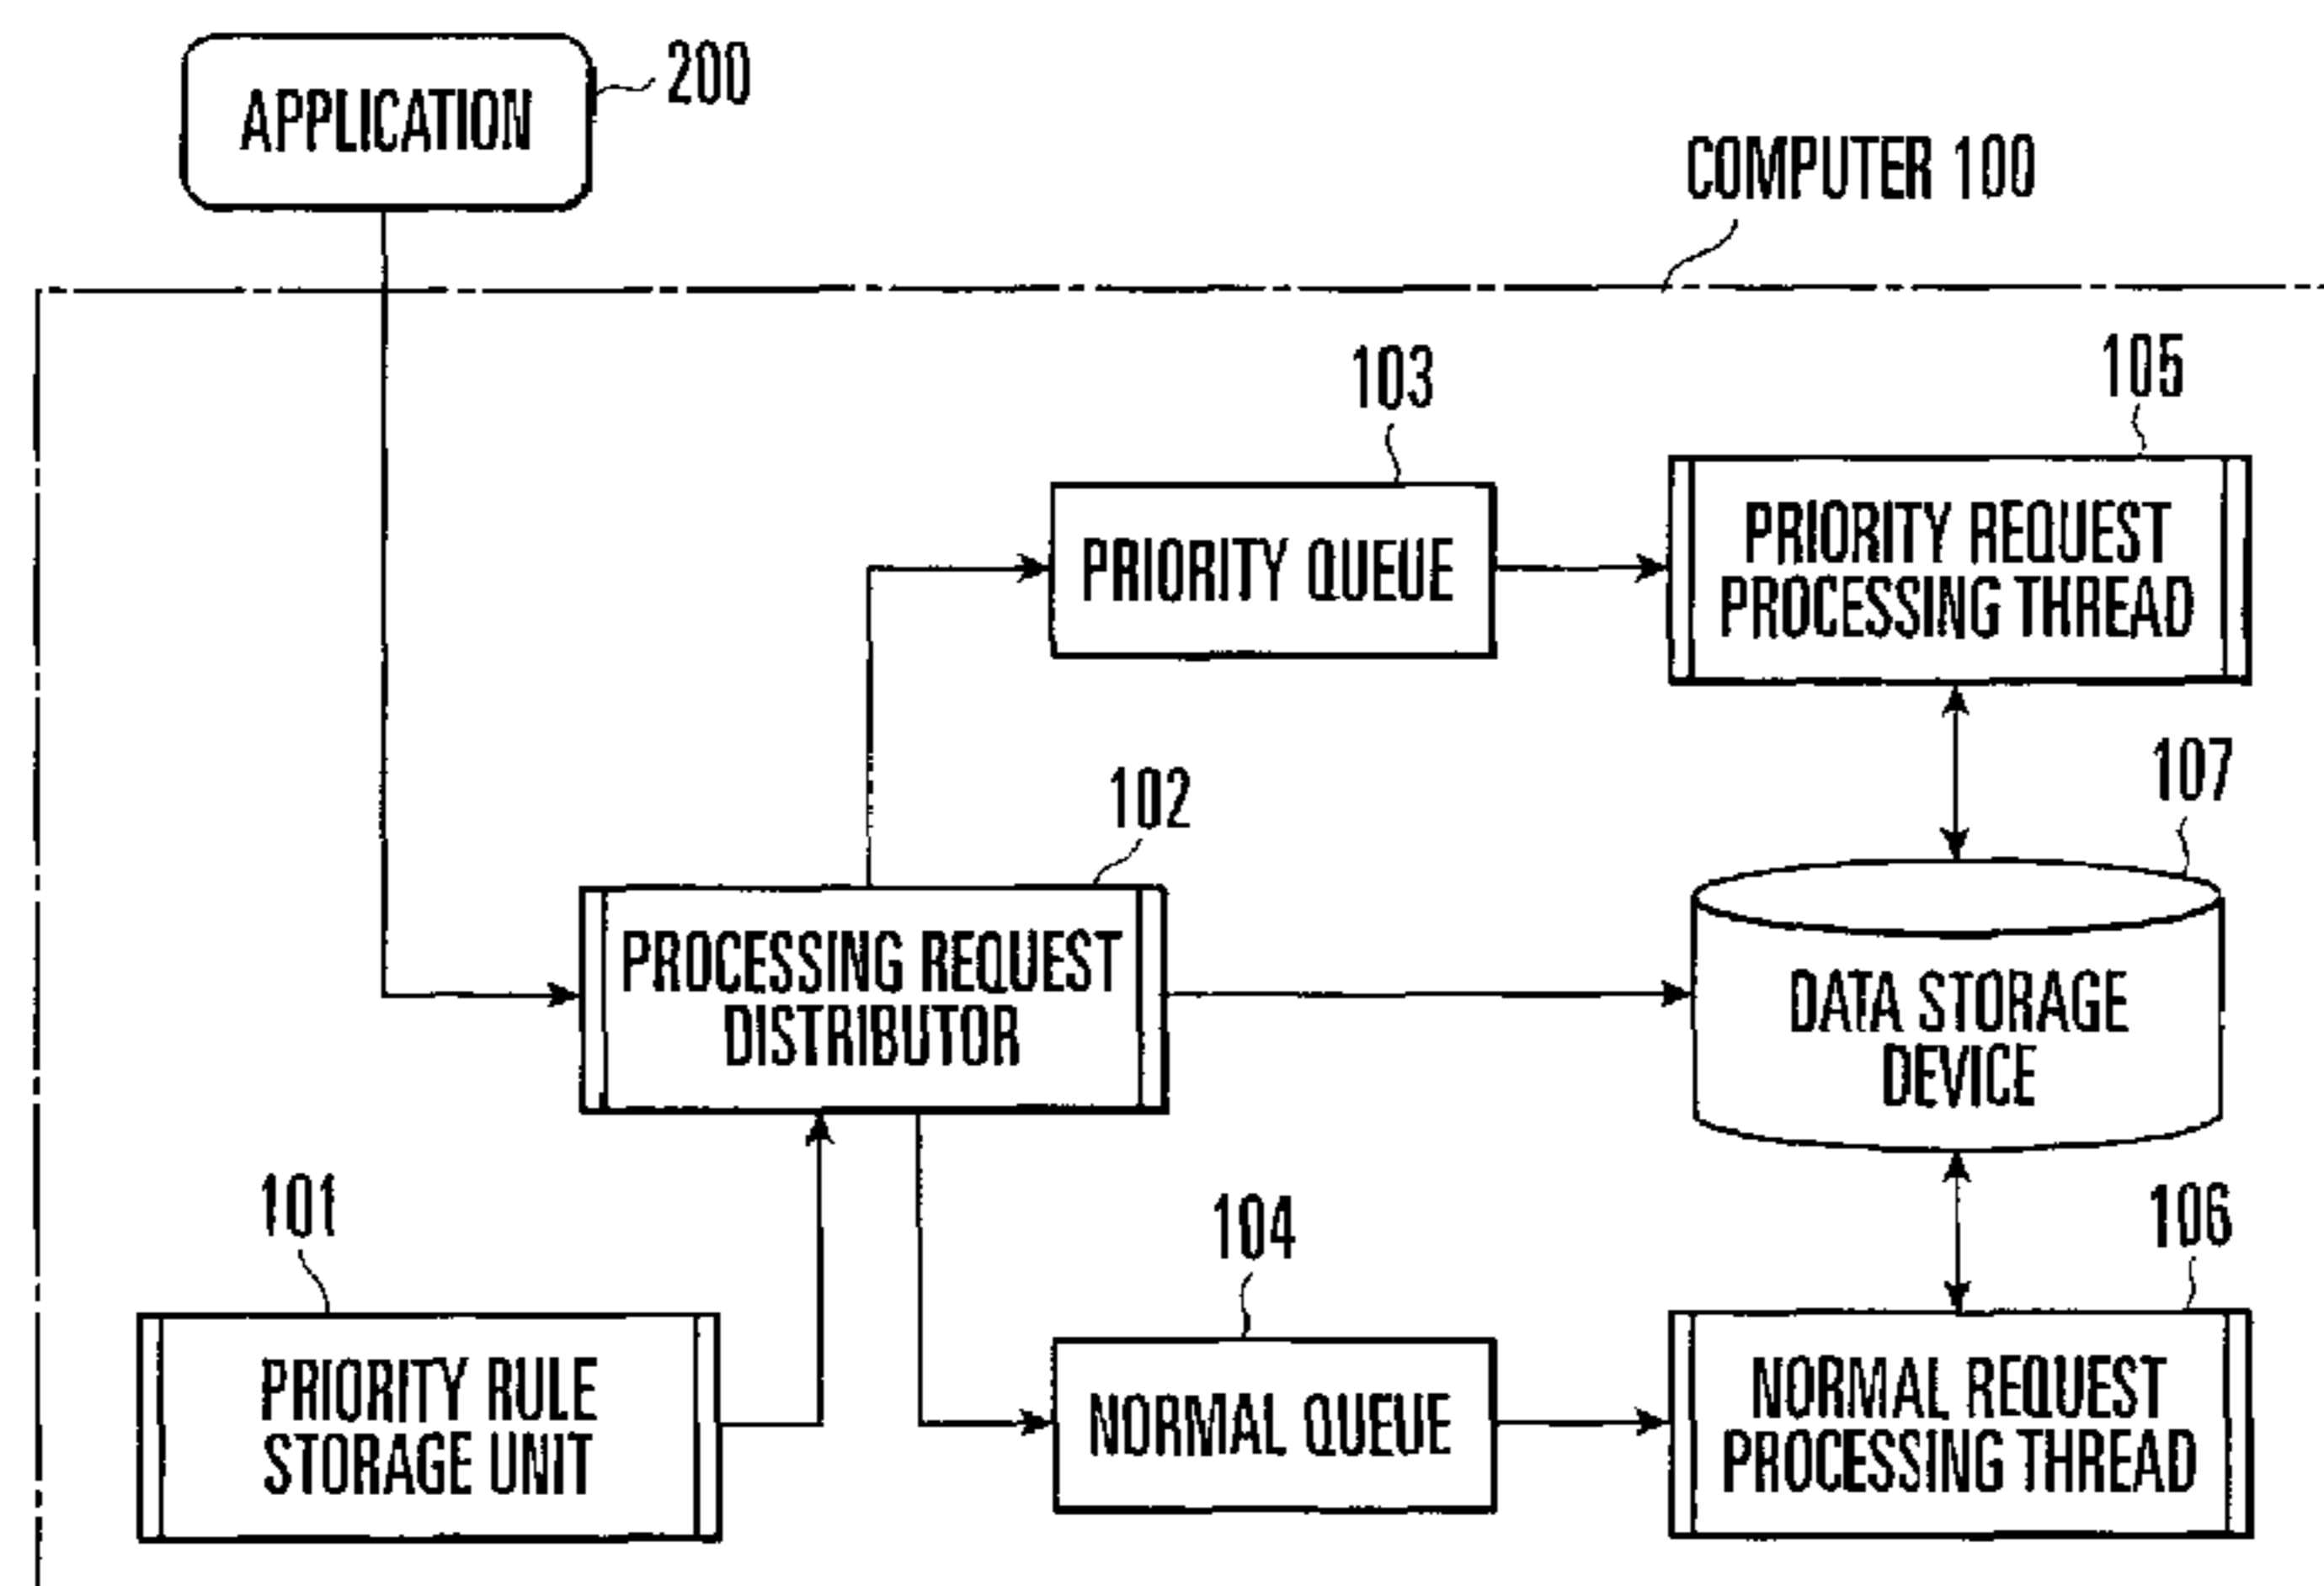 APPLICATION
200
COMPUTER 100
103
105
PRIORITY QUEUE
PRIORITY REQUEST
PROCESSING THREAD
102
107
PROCESSING REQUEST
DISTRIBUTOR
DATA STORAGE
DEVICE
101
104
106
PRIORITY RULE
STORAGE UNIT
NORMAL QUEUE
NORMAL REQUEST
PROCESSING THREAD